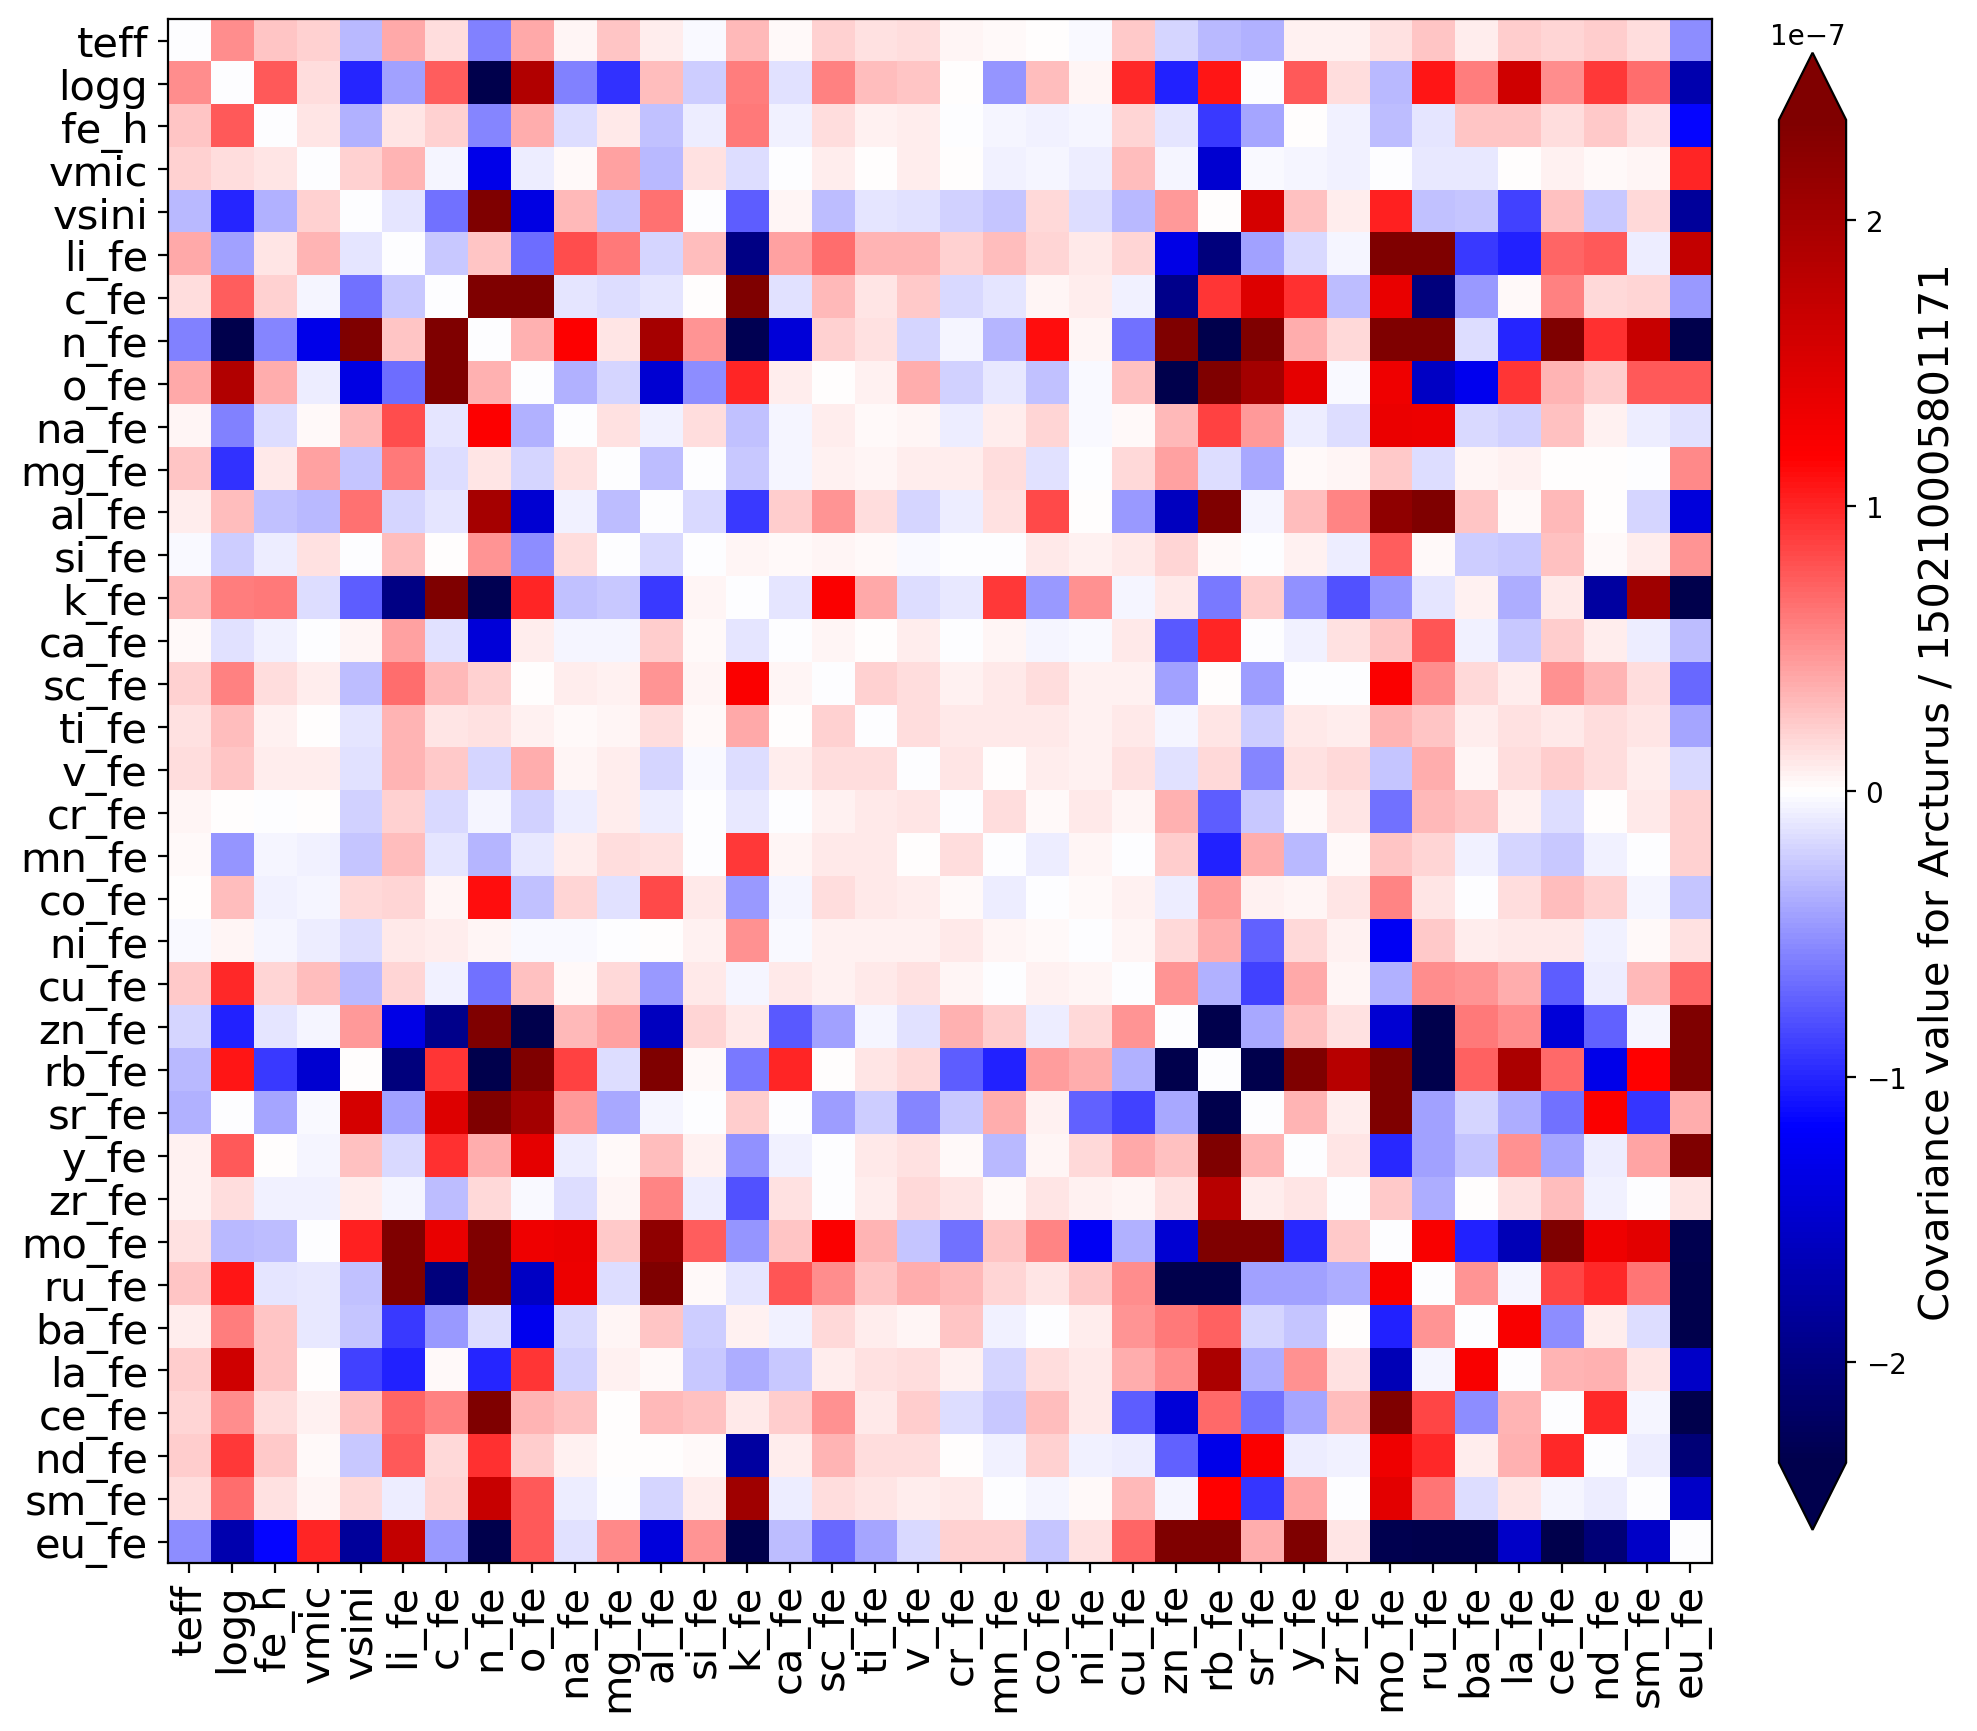 teff
logg
fe_h
vmic
vsini
li_fe
c_fe
n_fe
o_fe
na_fe
mg_fe
al_fe
si_fe
k_fe
ca_fe
sc_fe
ti_fe
v_fe
cr_fe
mn_fe
co_fe
ni_fe
cu_fe
zn_fe
rb_fe
sr_fe
y_fe
zr_fe
mo_fe
ru_fe
ba_fe
la_fe
ce_fe
nd_fe
sm_fe
eu_fe
teff
logg
fe_h
vmic
vsini
li_fe
c_fe
n_fe
o_fe
na_fe
mg_fe
al_fe
si_fe
k_fe
ca_fe
sc_fe
ti_fe
v_fe
cr_fe
mn_fe
co_fe
ni_fe
cu_fe
zn_fe
rb_fe
sr_fe
y_fe
zr_fe
mo_fe
ru_fe
ba_fe
la_fe
ce_fe
nd_fe
sm_fe
eu_fe
1e−7
2
1
0
−1
−2
Covariance value for Arcturus / 150210005801171